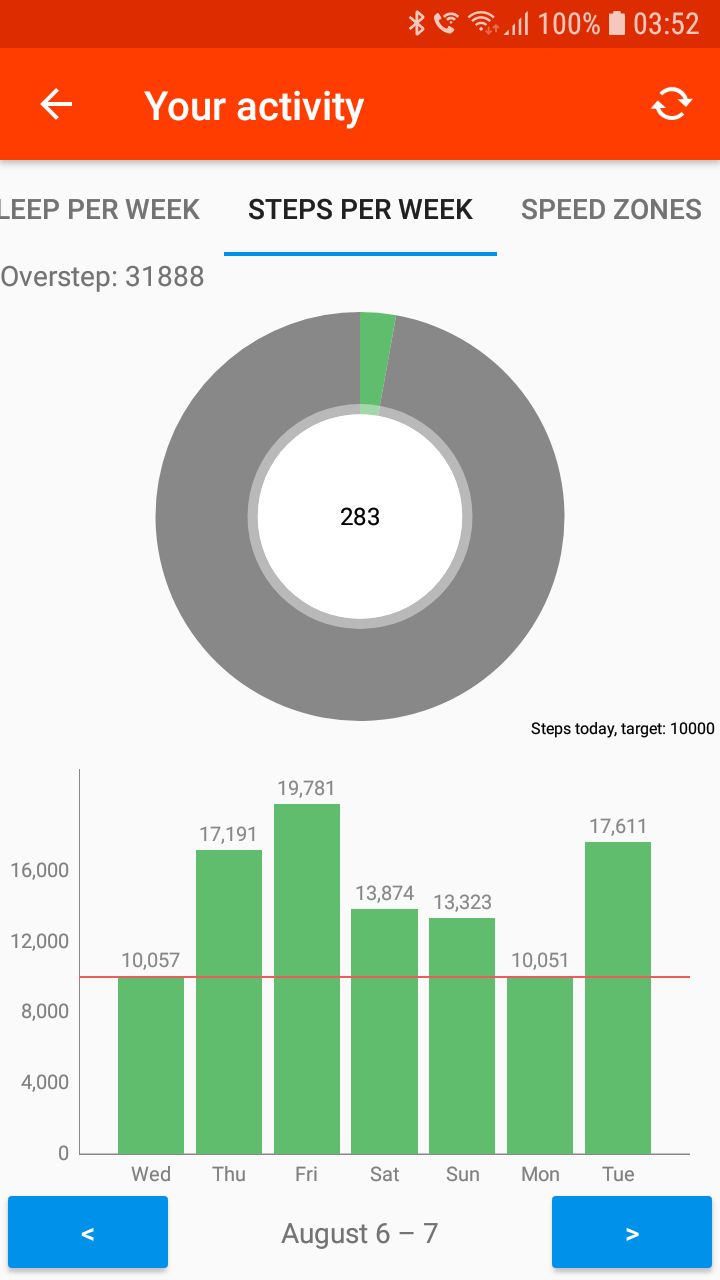 100% 03:52
Your activity
LEEP PER WEEK STEPS PER WEEK SPEED ZONES
Overstep: 31888
283
Steps today, target: 10000
19,781
17,191
17,611
16,000
13,874
13,323
12,000
10,057
10,051
8,000
4,000
0
Wed Thu Fri Sat Sun Mon Tue
< August 6 – 7 >